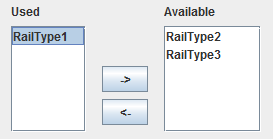 Used
Available
RailType1
RailType2
RailType3
->
<-